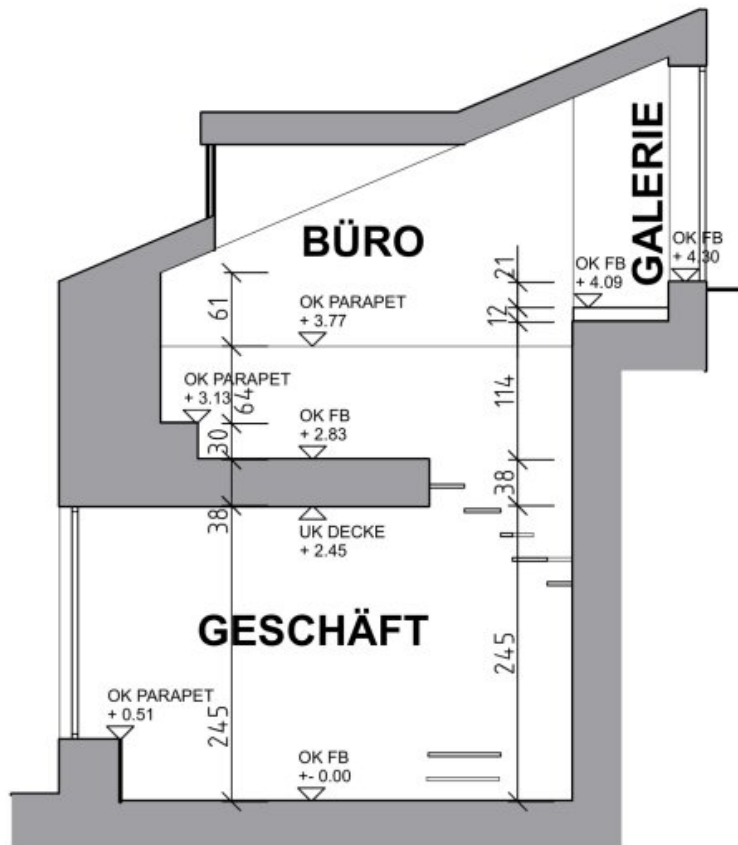 GALERIE
BÜRO
OK FB
+ 4.30
OK FB
+ 4.09
21
12
61
OK PARAPET
+ 3.77
OK PARAPET
+ 3.13
64
114
OK FB
+ 2.83
30
38
38
UK DECKE
+ 2.45
GESCHÄFT
245
OK PARAPET
+ 0.51
245
OK FB
+- 0.00